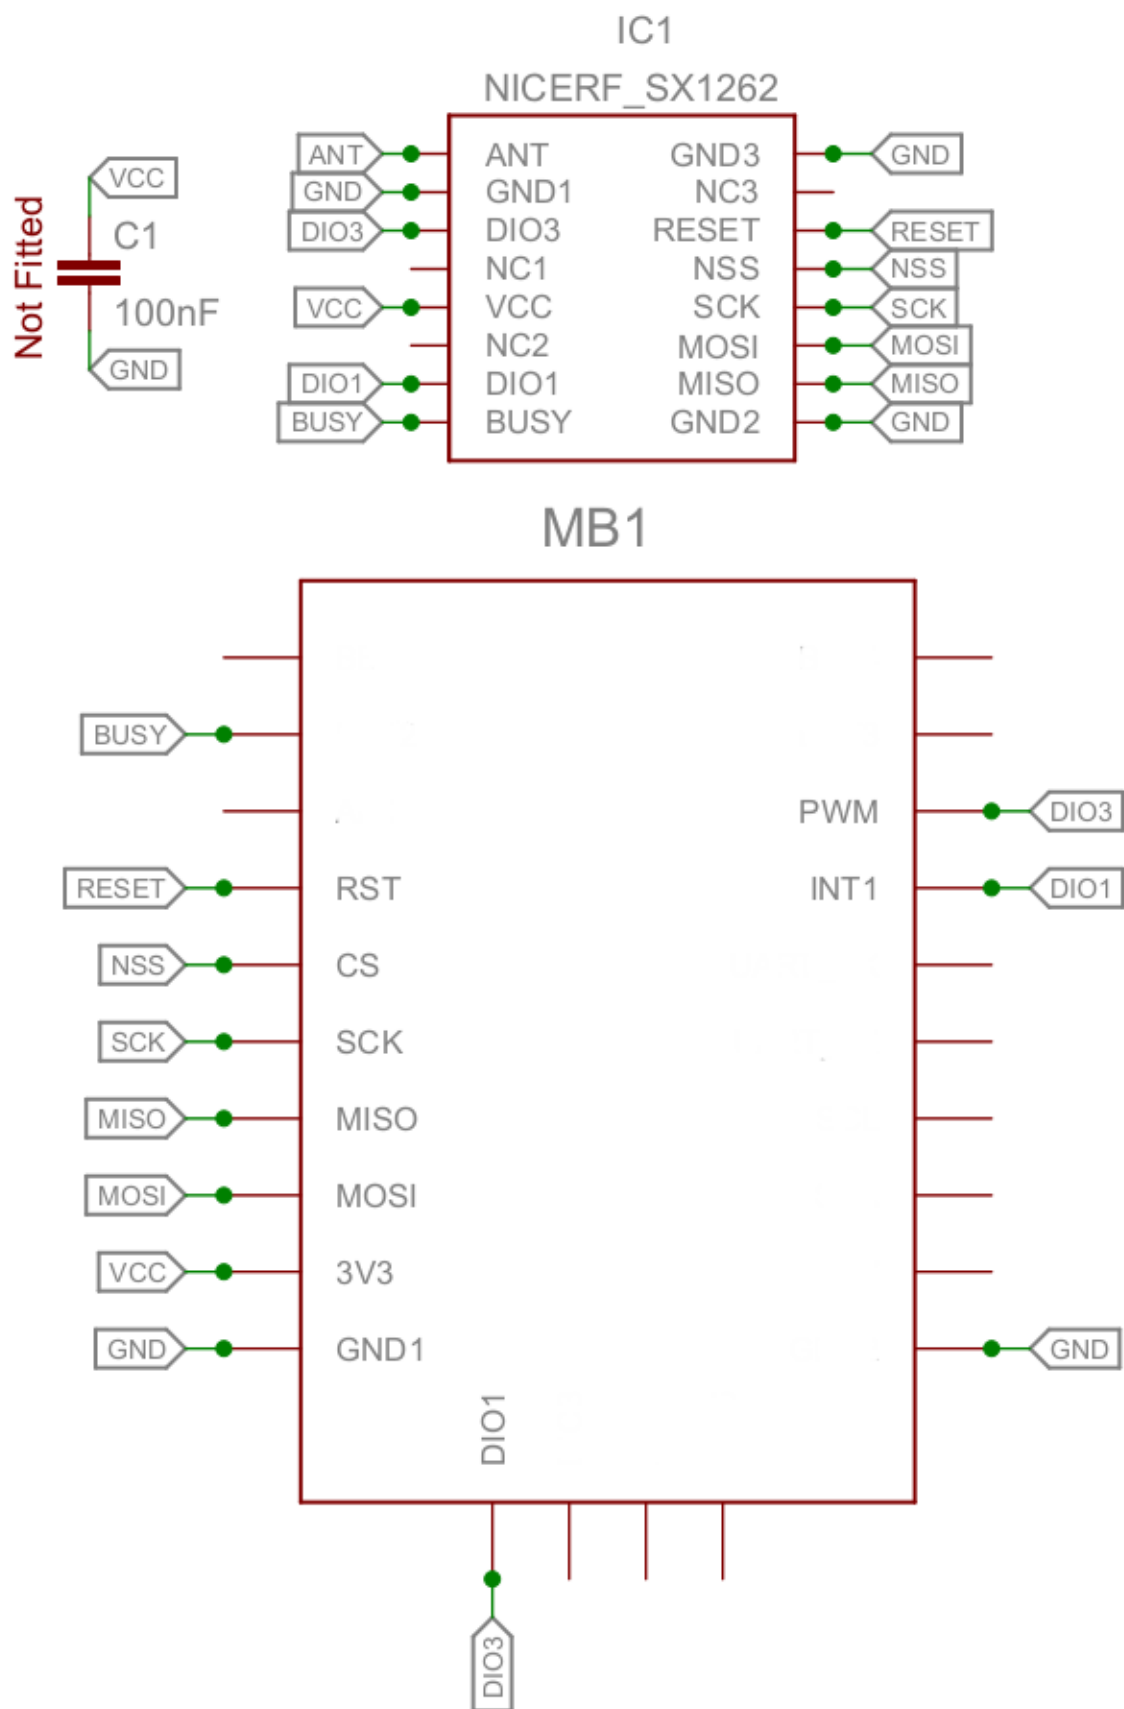 IC1
NICERF_SX1262
ANT ANT GND3 GND
GND GND1 NC3
DIO3 DIO3 RESET RESET
NC1 NSS NSS
VCC VCC SCK SCK
NC2 MOSI MOSI
DIO1 DIO1 MISO MISO
BUSY BUSY GND2 GND
Not Fitted
VCC
C1
100nF
GND
MB1
BUSY
PWM DIO3
RESET RST INT1 DIO1
NSS CS
SCK SCK
MISO MISO
MOSI MOSI
VCC 3V3
GND GND1 GND
DIO1
DIO3